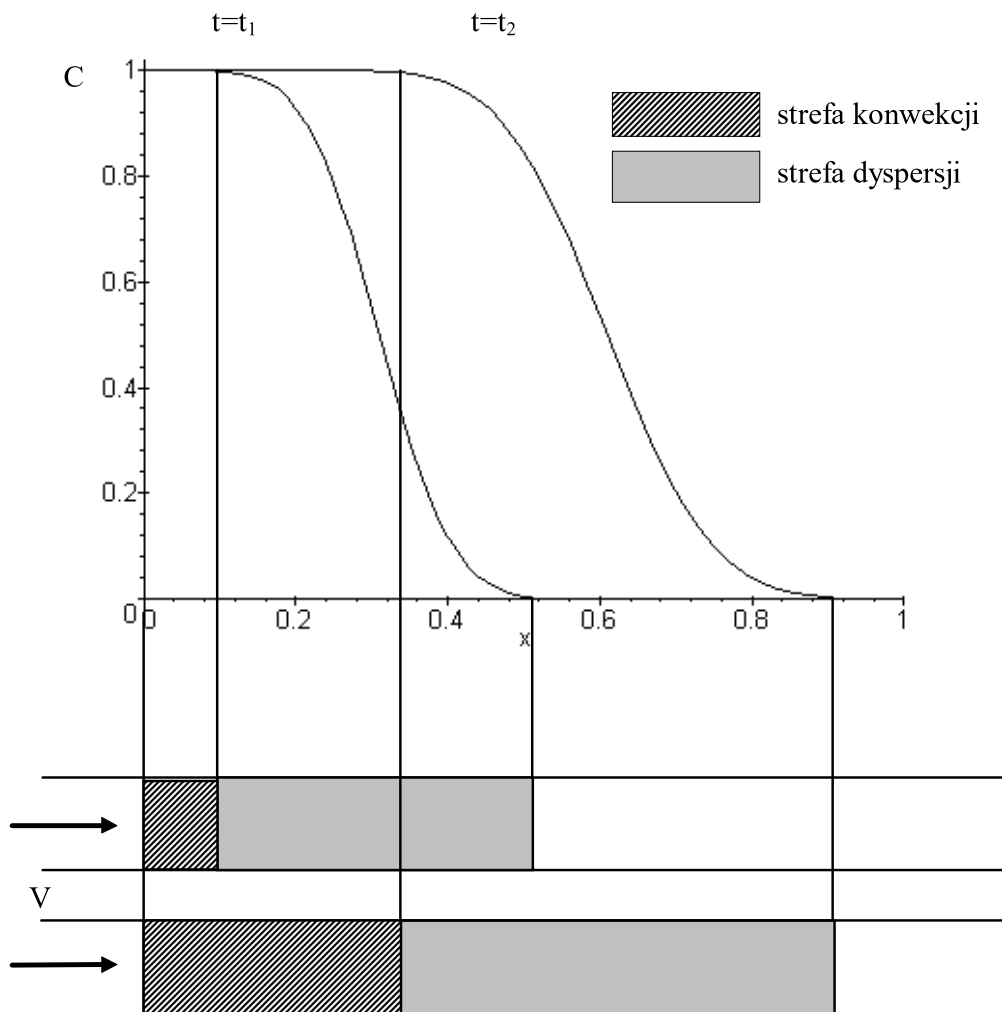 t=t₁ t=t₂
C
strefa konwekcji
strefa dyspersji
1
0.8
0.6
0.4
0.2
0
0 0.2 0.4 0.6 0.8 1
x
V